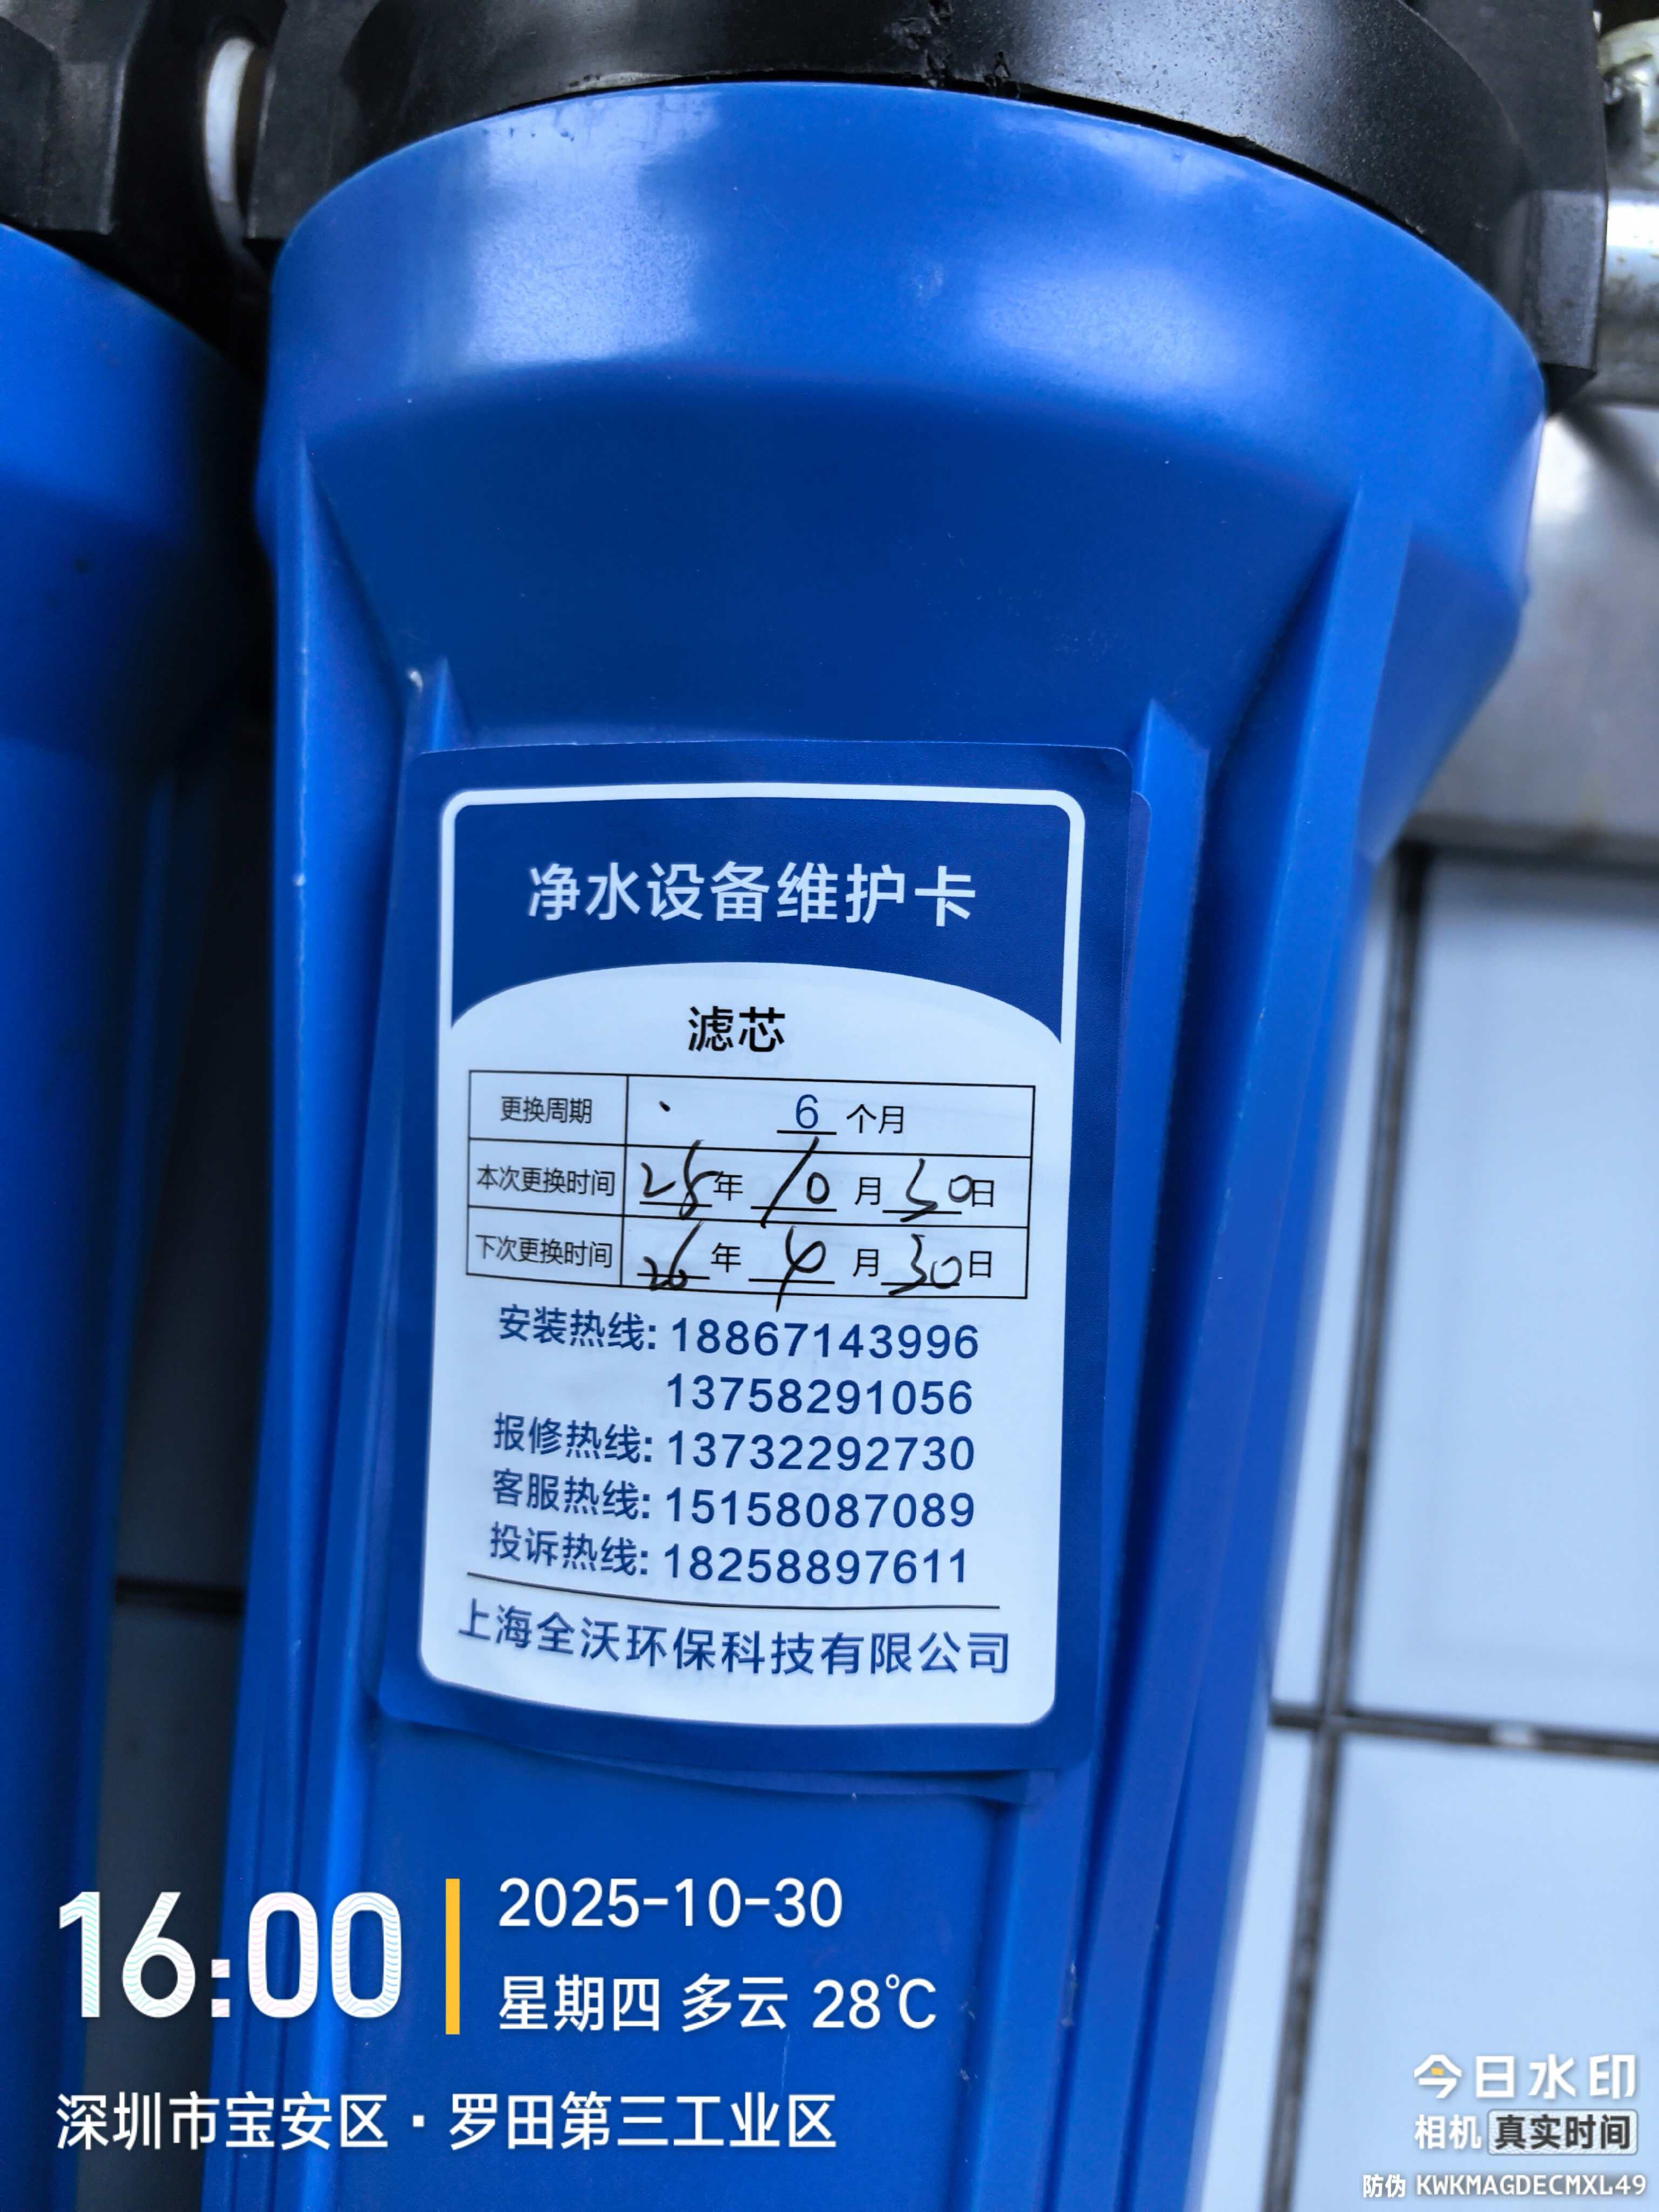 净水设备维护卡
滤芯
更换周期 6 个月
本次更换时间 25年 10月 30日
下次更换时间 26年 4月 30日
安装热线: 18867143996
13758291056
报修热线: 13732292730
客服热线: 15158087089
投诉热线: 18258897611
上海全沃环保科技有限公司
16:00
2025-10-30
星期四 多云 28℃
深圳市宝安区·罗田第三工业区
今日水印
相机 真实时间
防伪 KWKMAGDECMXL49